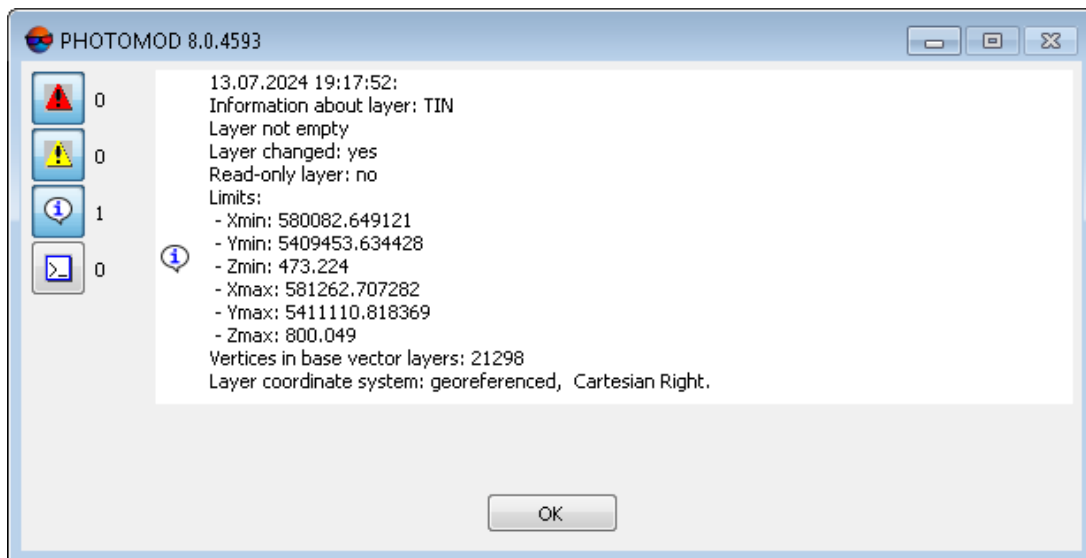 PHOTOMOD 8.0.4593
0
0
1
0
13.07.2024 19:17:52:
Information about layer: TIN
Layer not empty
Layer changed: yes
Read-only layer: no
Limits:
- Xmin: 580082.649121
- Ymin: 5409453.634428
- Zmin: 473.224
- Xmax: 581262.707282
- Ymax: 5411110.818369
- Zmax: 800.049
Vertices in base vector layers: 21298
Layer coordinate system: georeferenced,  Cartesian Right.
OK